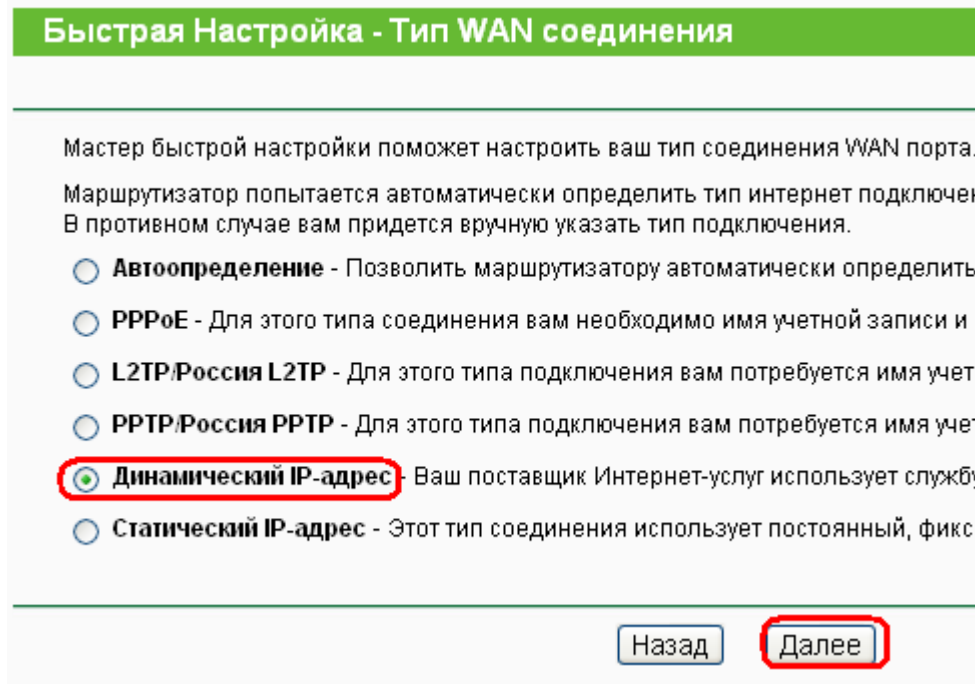 Быстрая Настройка - Тип WAN соединения
Мастер быстрой настройки поможет настроить ваш тип соединения WAN порта.
Маршрутизатор попытается автоматически определить тип интернет подключен
В противном случае вам придется вручную указать тип подключения.
Автоопределение - Позволить маршрутизатору автоматически определить
PPPoE - Для этого типа соединения вам необходимо имя учетной записи и
L2TP/Россия L2TP - Для этого типа подключения вам потребуется имя учет
PPTP/Россия PPTP - Для этого типа подключения вам потребуется имя учет
Динамический IP-адрес - Ваш поставщик Интернет-услуг использует службу
Статический IP-адрес - Этот тип соединения использует постоянный, фикс
Назад Далее